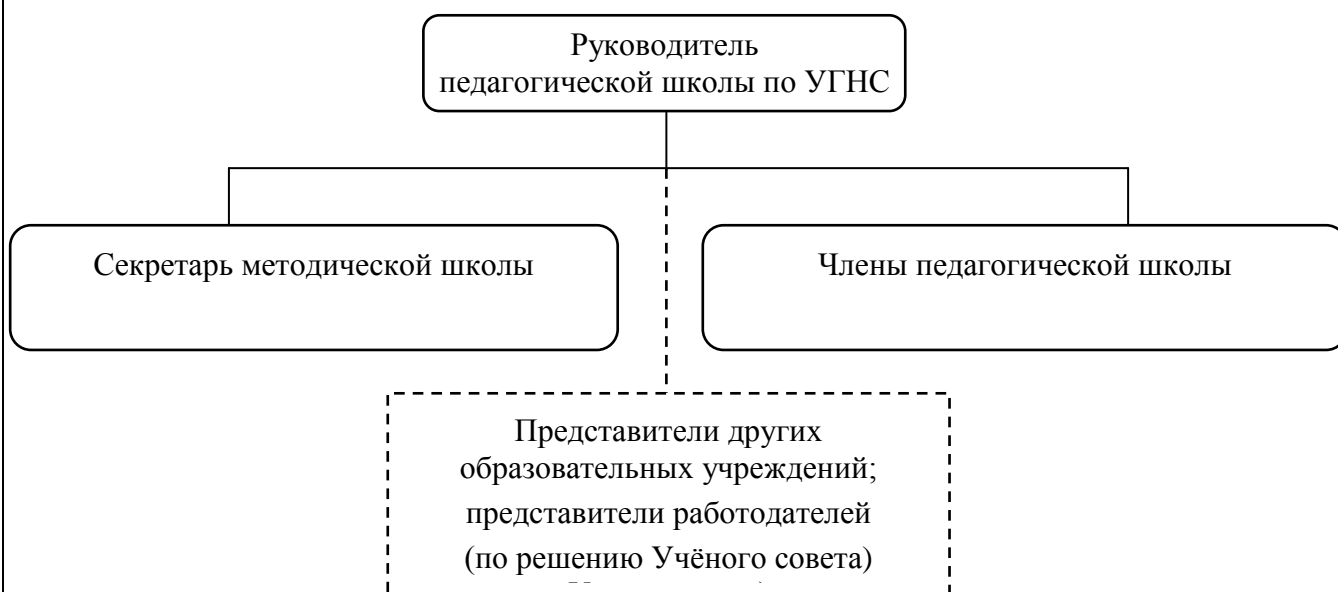 Руководитель
педагогической школы по УГНС
Секретарь методической школы
Члены педагогической школы
Представители других
образовательных учреждений;
представители работодателей
(по решению Учёного совета)